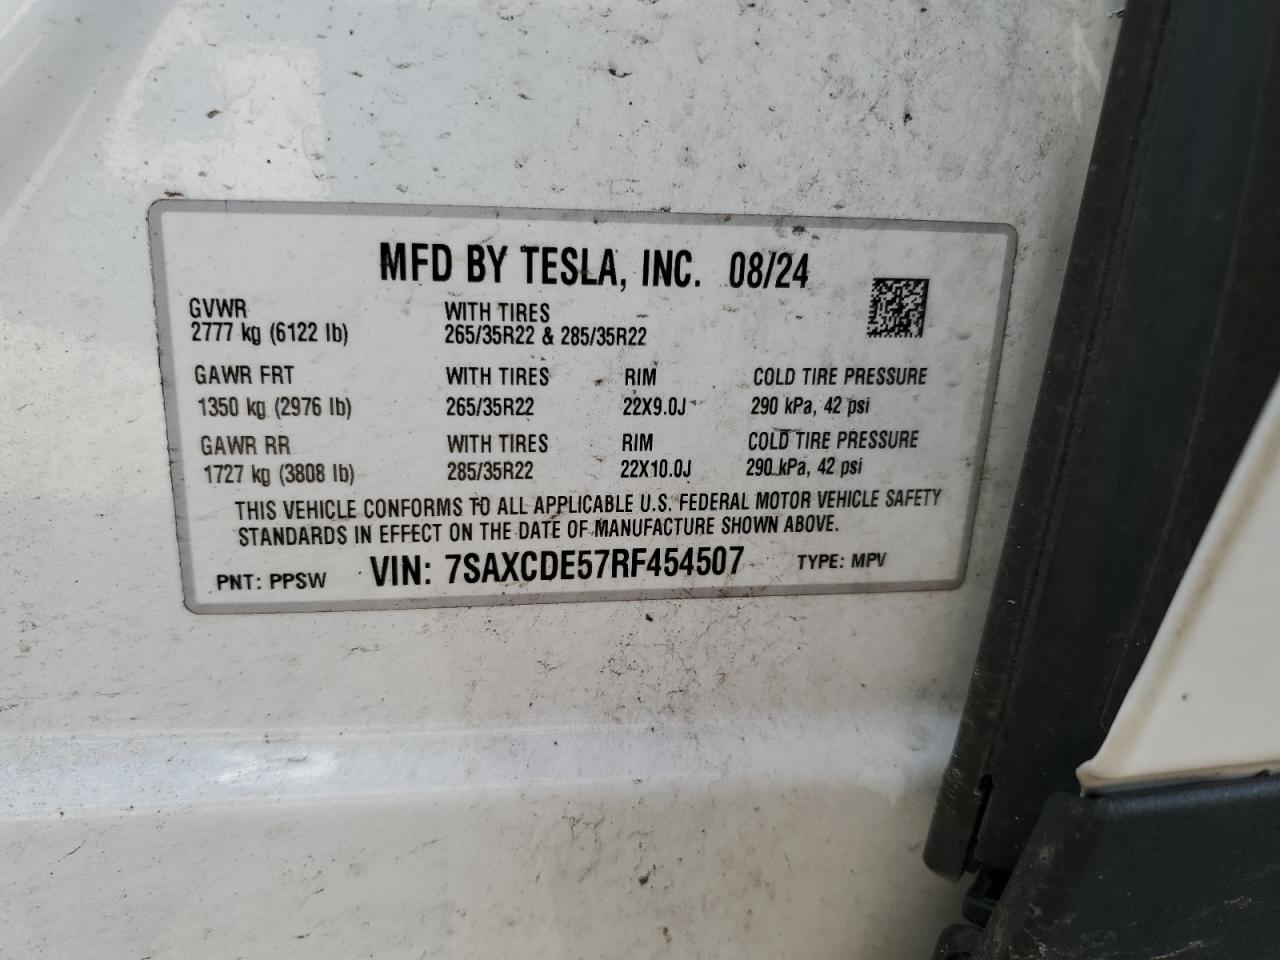 MFD BY TESLA, INC. 08/24
GVWR WITH TIRES
2777 kg (6122 lb) 265/35R22 & 285/35R22
GAWR FRT WITH TIRES RIM COLD TIRE PRESSURE
1350 kg (2976 lb) 265/35R22 22X9.0J 290 kPa, 42 psi
GAWR RR WITH TIRES RIM COLD TIRE PRESSURE
1727 kg (3808 lb) 285/35R22 22X10.0J 290 kPa, 42 psi
THIS VEHICLE CONFORMS TO ALL APPLICABLE U.S. FEDERAL MOTOR VEHICLE SAFETY
STANDARDS IN EFFECT ON THE DATE OF MANUFACTURE SHOWN ABOVE.
PNT: PPSW VIN: 7SAXCDE57RF454507 TYPE: MPV